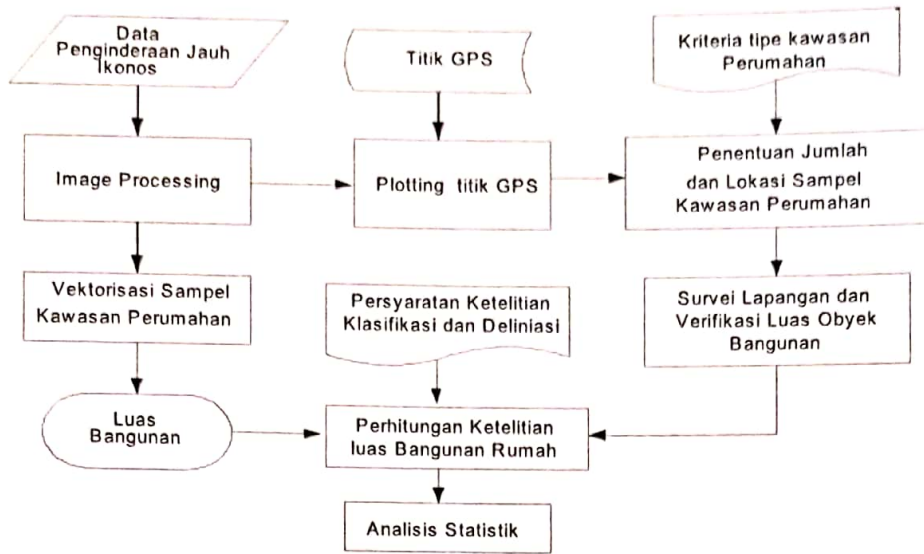 Data
Penginderaan Jauh
Ikonos
Titik GPS
Kriteria tipe kawasan
Perumahan
Image Processing
Plotting titik GPS
Penentuan Jumlah
dan Lokasi Sampel
Kawasan Perumahan
Vektorisasi Sampel
Kawasan Perumahan
Persyaratan Ketelitian
Klasifikasi dan Deliniasi
Survei Lapangan dan
Verifikasi Luas Obyek
Bangunan
Luas
Bangunan
Perhitungan Ketelitian
luas Bangunan Rumah
Analisis Statistik